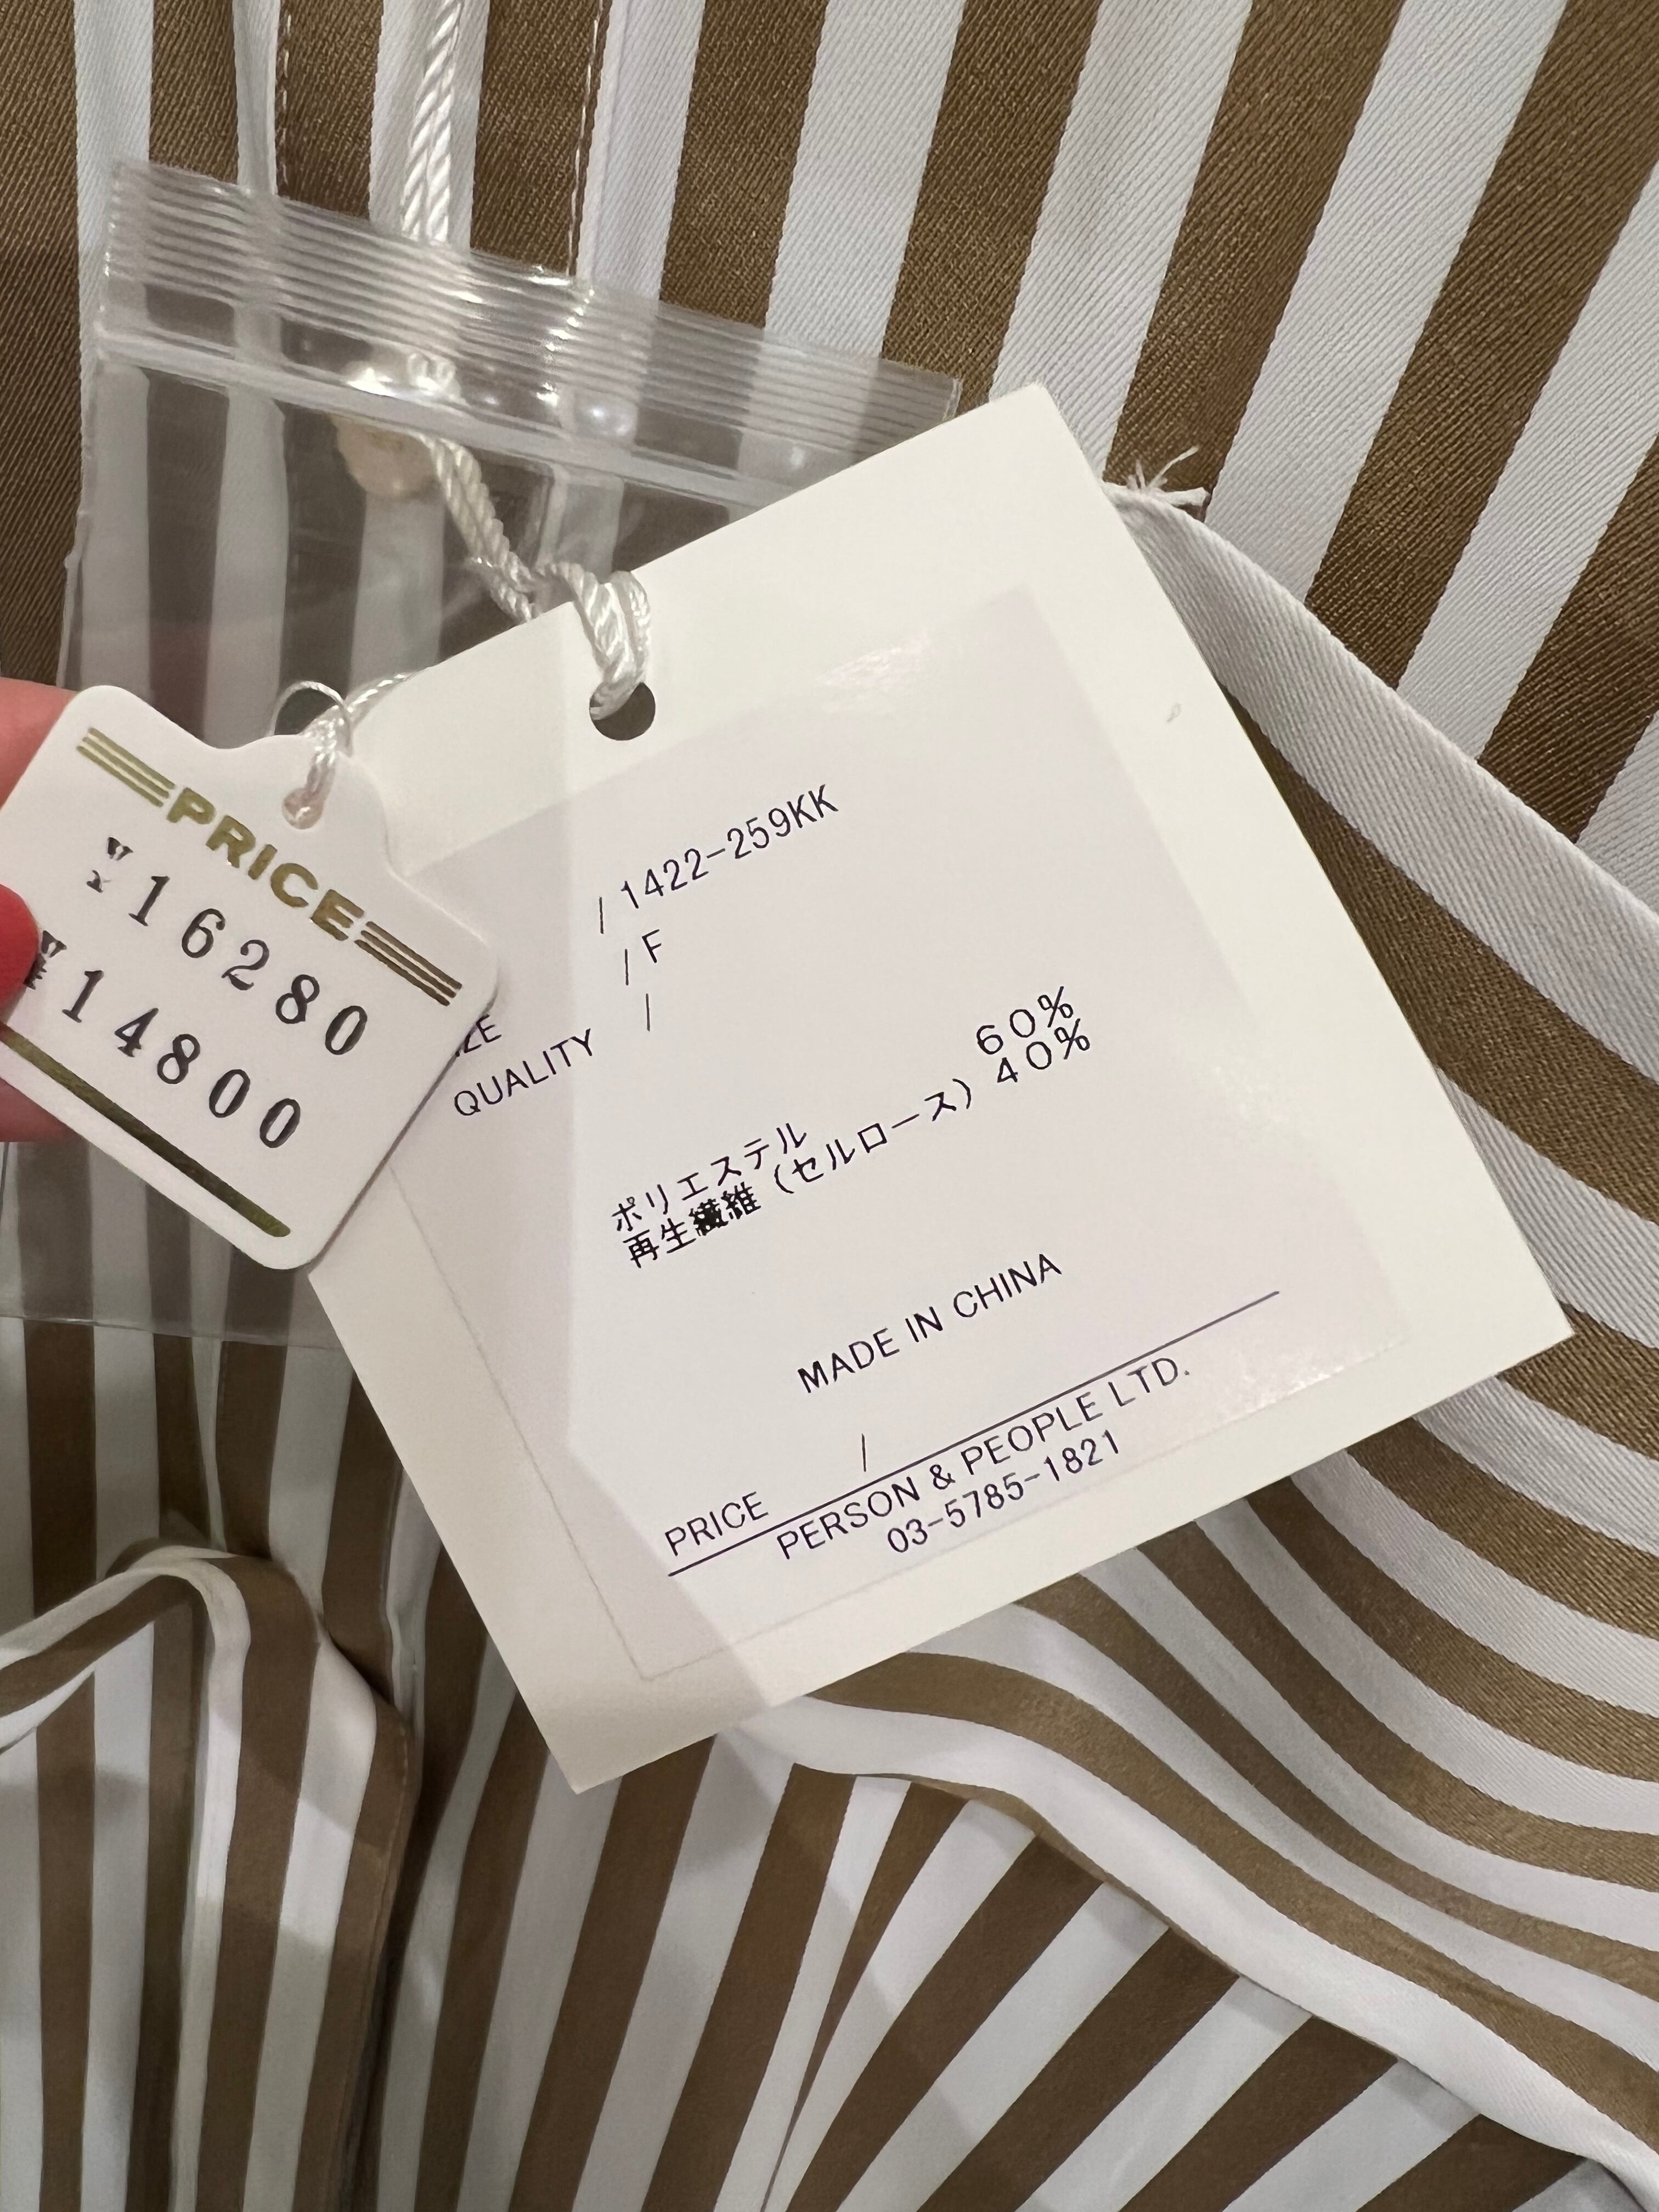 PRICE
¥16280
¥14800
/ 1422-259KK
/ F
QUALITY /
ポリエステル 60%
再生繊維（セルロース）40%
MADE IN CHINA
PRICE /
PERSON & PEOPLE LTD.
03-5785-1821